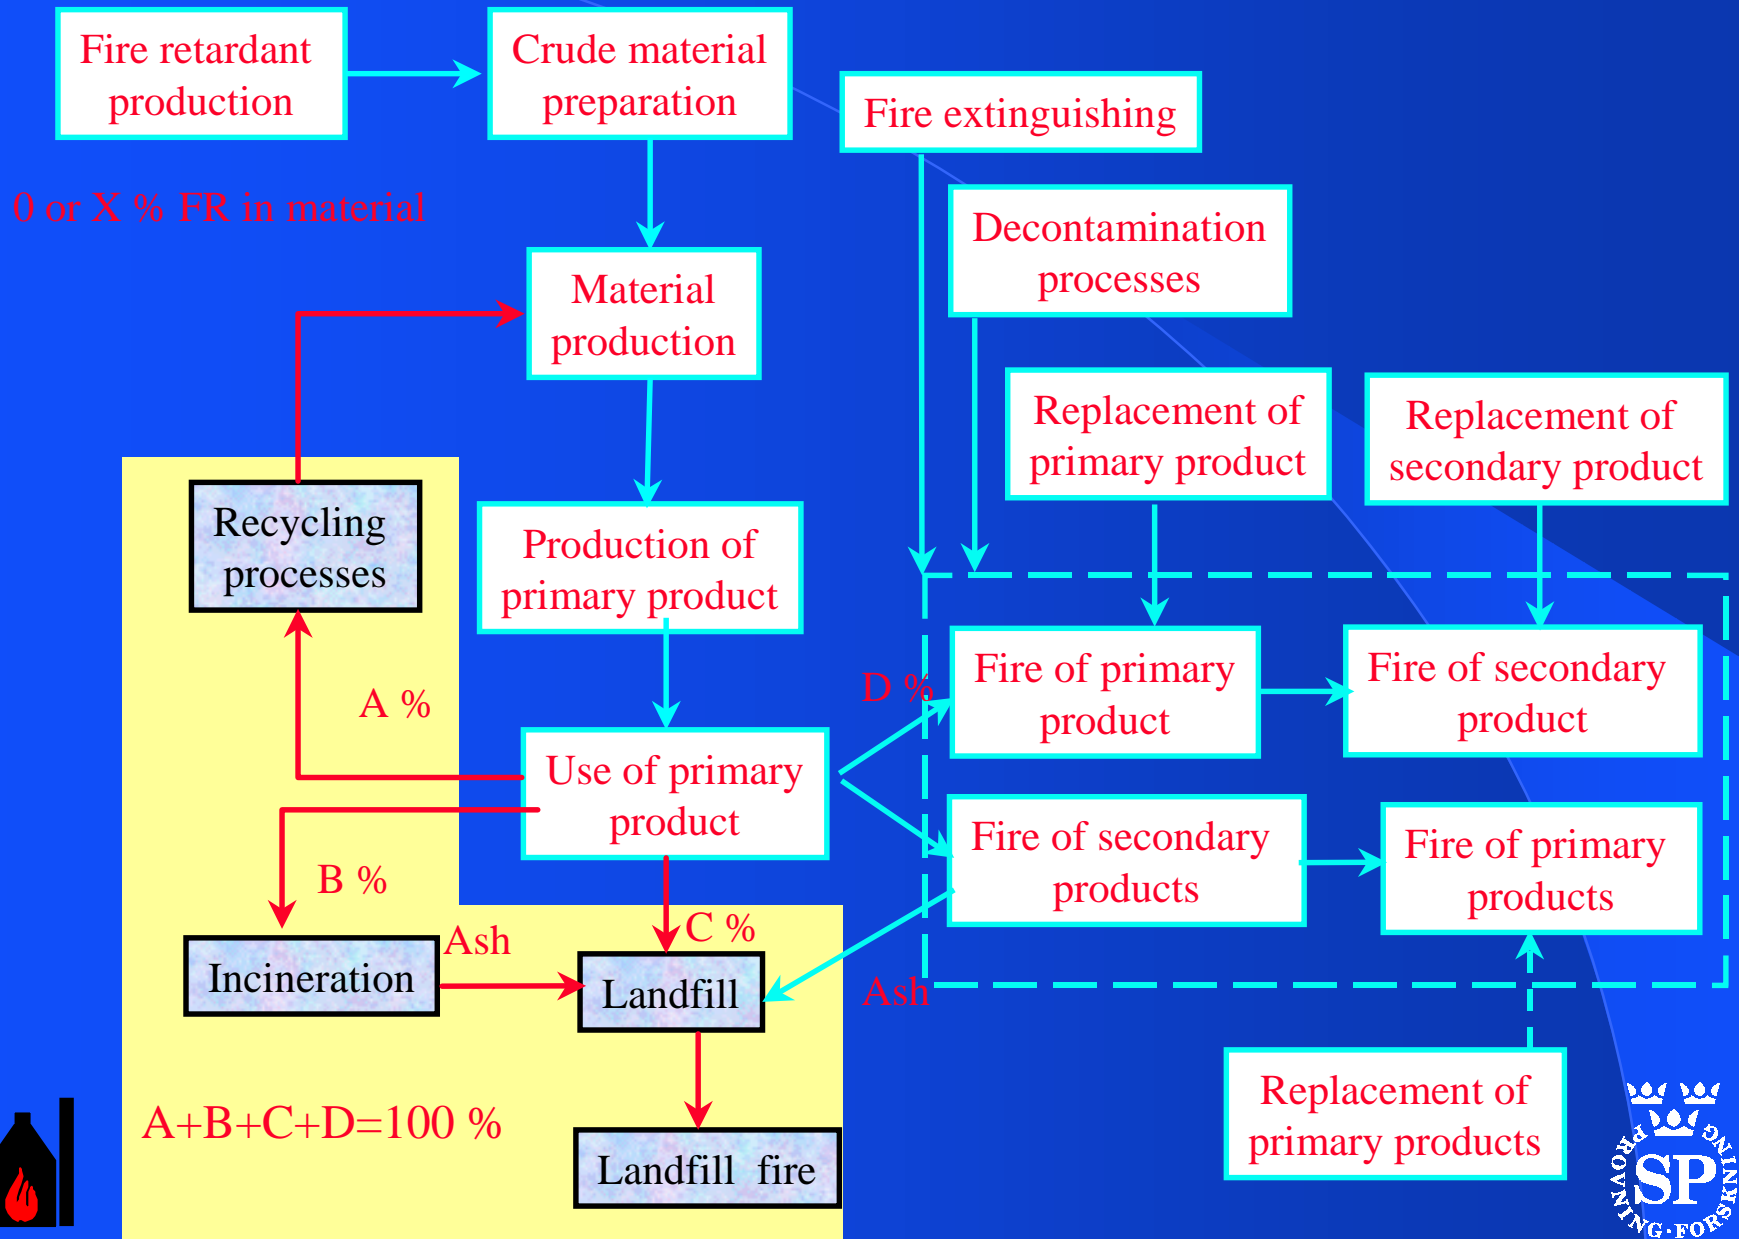 Fire retardant
production
Crude material
preparation
Fire extinguishing
0 or X % FR in material
Decontamination
processes
Material
production
Replacement of
primary product
Replacement of
secondary product
Recycling
processes
Production of
primary product
A %
D %
Fire of primary
product
Fire of secondary
product
Use of primary
product
B %
Fire of secondary
products
Fire of primary
products
Ash
C %
Incineration
Landfill
Ash
A+B+C+D=100 %
Landfill fire
Replacement of
primary products
SP
PROVNING·FORSKNING